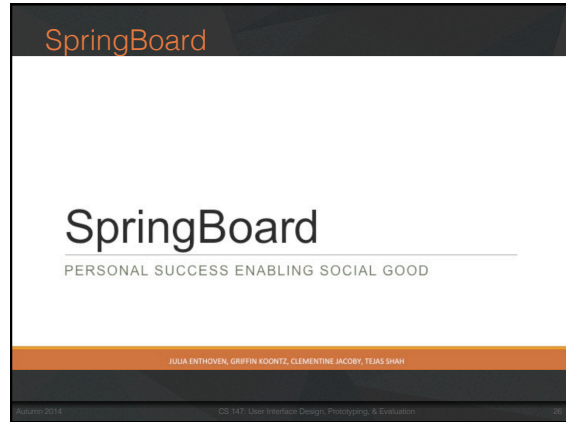 SpringBoard
SpringBoard
PERSONAL SUCCESS ENABLING SOCIAL GOOD
JULIA ENTHOVEN, GRIFFIN KOONTZ, CLEMENTINE JACOBY, TEJAS SHAH
Autumn 2014
CS 147: User Interface Design, Prototyping, & Evaluation
26